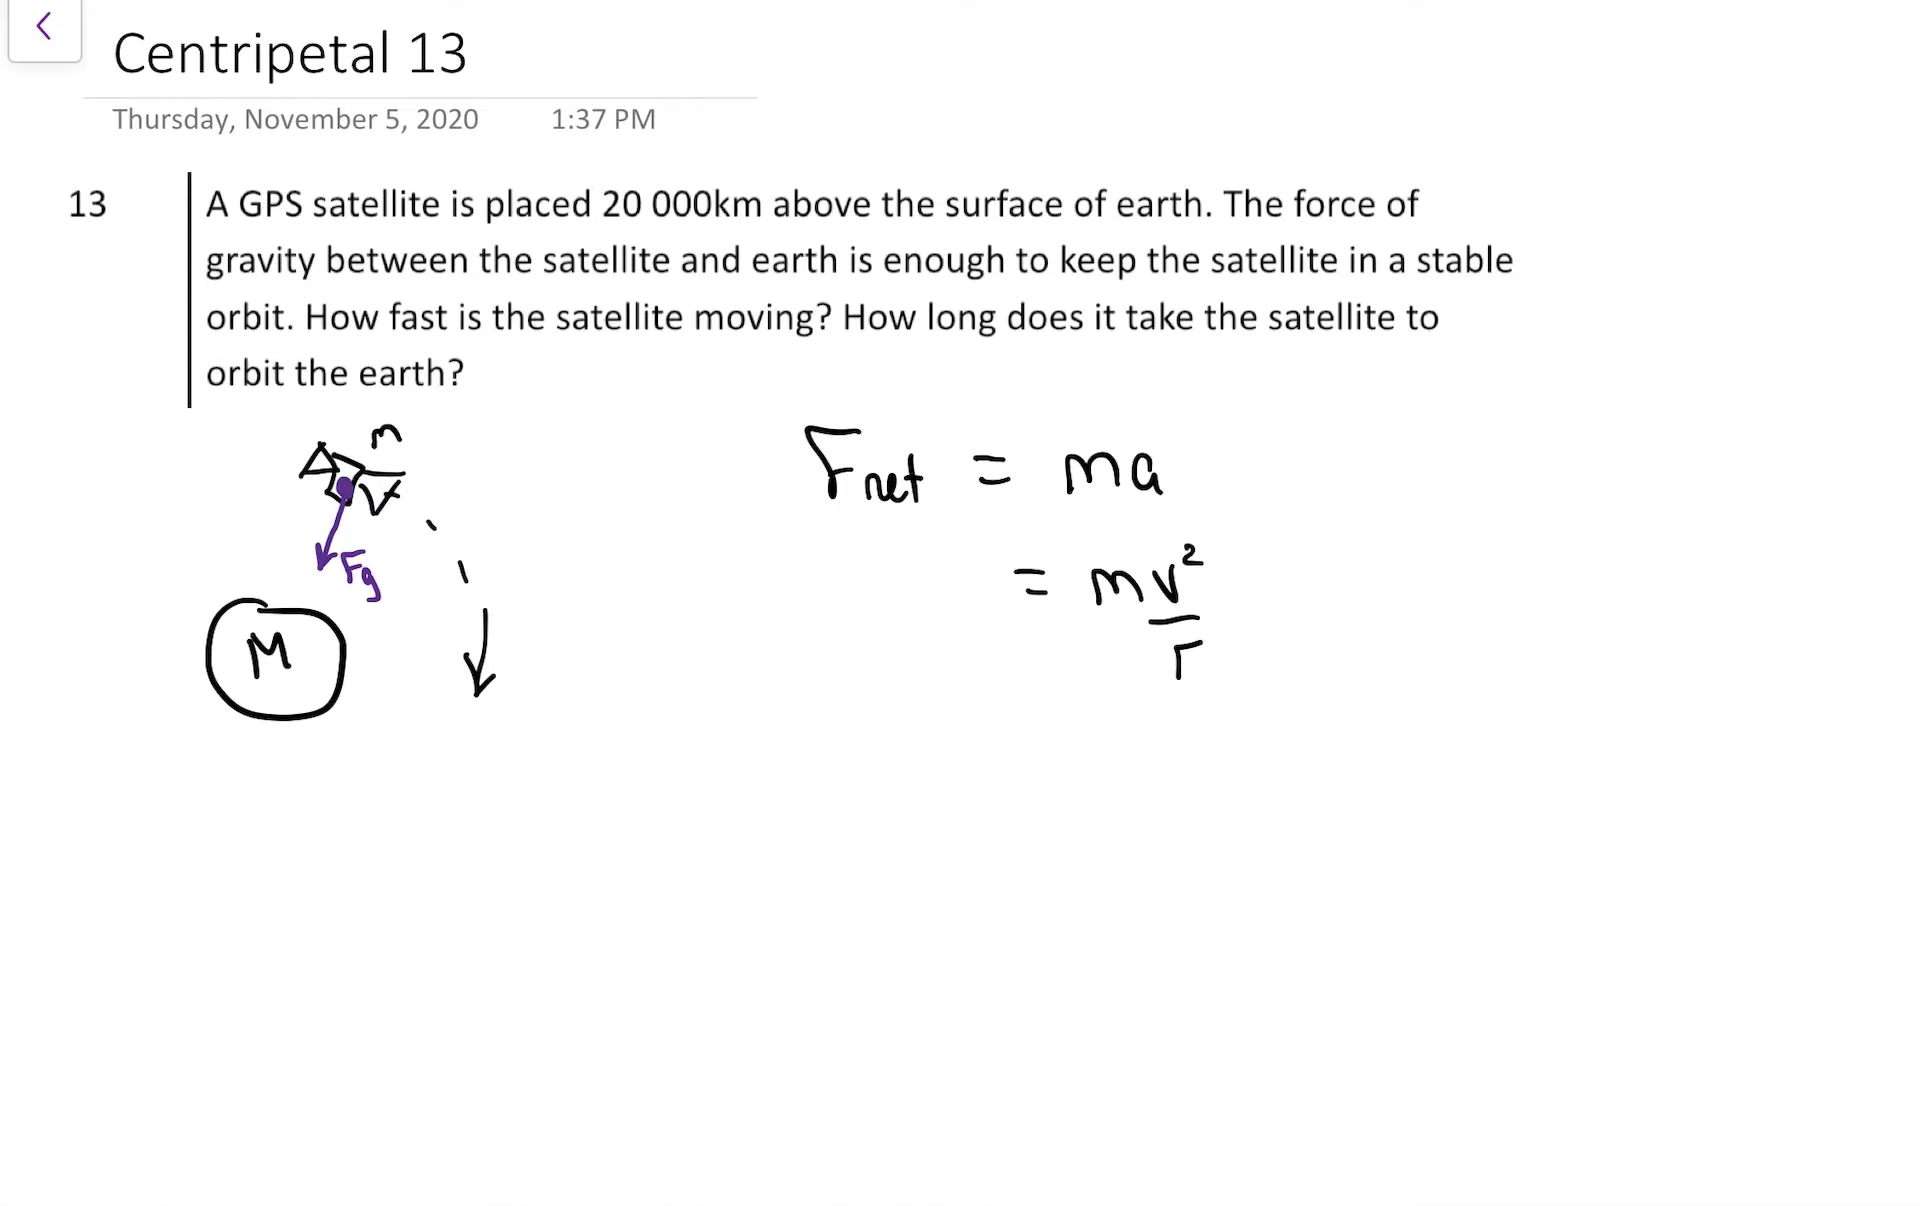 Centripetal 13
Thursday, November 5, 2020 1:37 PM
13 A GPS satellite is placed 20 000km above the surface of earth. The force of
gravity between the satellite and earth is enough to keep the satellite in a stable
orbit. How fast is the satellite moving? How long does it take the satellite to
orbit the earth?
m
Fg
M
Fnet = ma
= mv²
r